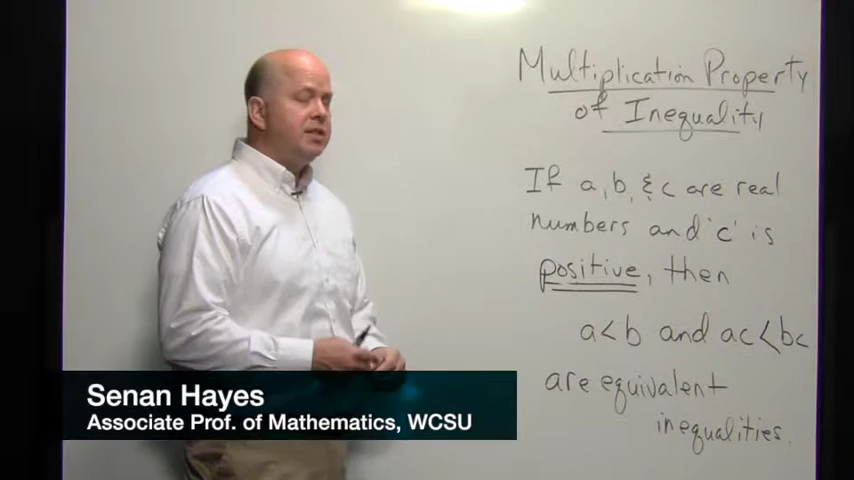 Multiplication Property
of Inequality
If a, b, & c are real
numbers and 'c' is
positive, then
a<b and ac<bc
are equivalent
inequalities.
Senan Hayes
Associate Prof. of Mathematics, WCSU